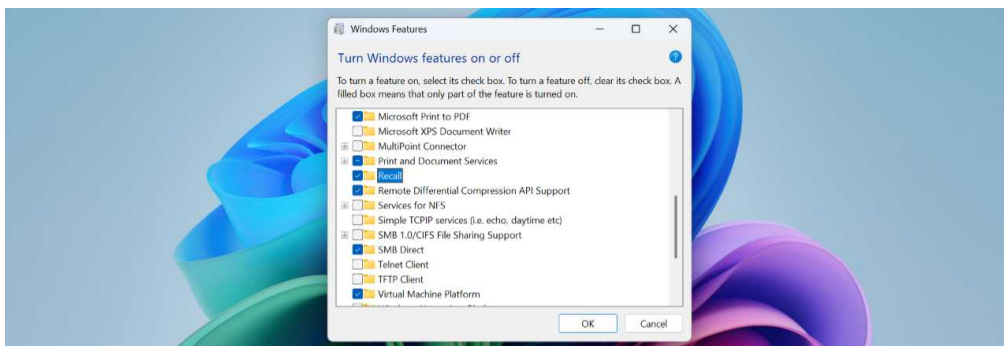 Windows Features
Turn Windows features on or off
To turn a feature on, select its check box. To turn a feature off, clear its check box. A
filled box means that only part of the feature is turned on.
Microsoft Print to PDF
Microsoft XPS Document Writer
MultiPoint Connector
Print and Document Services
Recall
Remote Differential Compression API Support
Services for NFS
Simple TCPIP services (i.e. echo, daytime etc)
SMB 1.0/CIFS File Sharing Support
SMB Direct
Telnet Client
TFTP Client
Virtual Machine Platform
OK Cancel